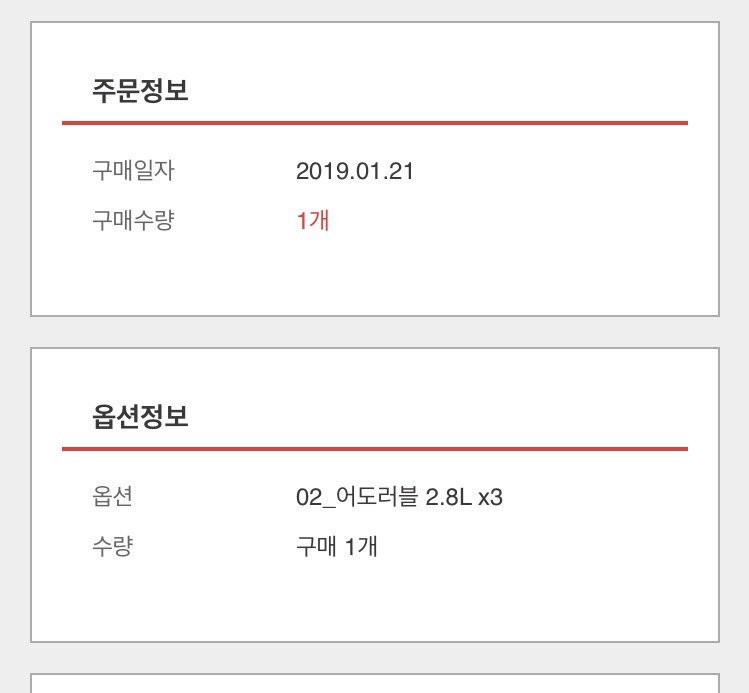 주문정보
구매일자 2019.01.21
구매수량 1개
옵션정보
옵션 02_어도러블 2.8L x3
수량 구매 1개